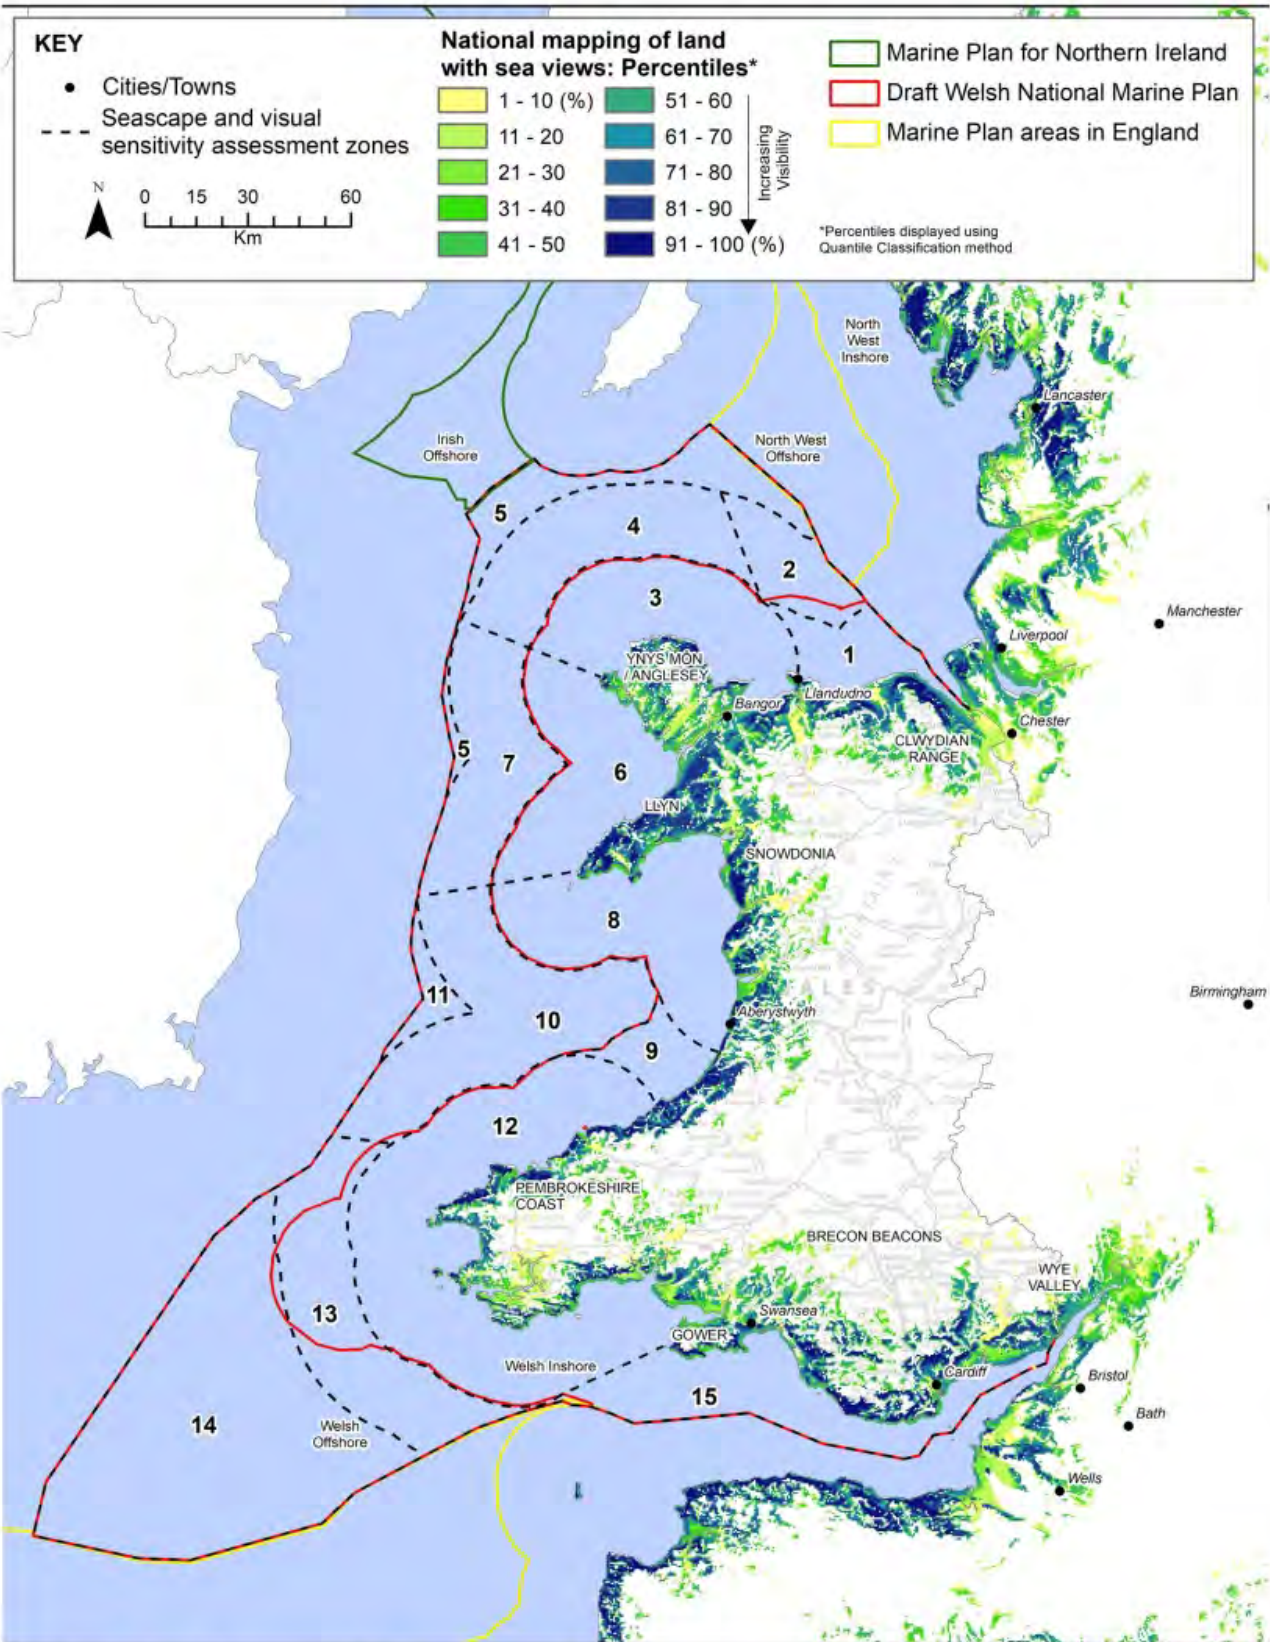 KEY
Cities/Towns
Seascape and visual
sensitivity assessment zones
N
0 15 30 60
Km
National mapping of land
with sea views: Percentiles*
1 - 10 (%)
11 - 20
21 - 30
31 - 40
41 - 50
51 - 60
61 - 70
71 - 80
81 - 90
91 - 100 (%)
Increasing
Visibility
Marine Plan for Northern Ireland
Draft Welsh National Marine Plan
Marine Plan areas in England
*Percentiles displayed using
Quantile Classification method
North
West
Inshore
Lancaster
Irish
Offshore
North West
Offshore
5
4
2
3
Manchester
Liverpool
1
YNYS MÔN
/ ANGLESEY
Llandudno
Bangor
Chester
CLWYDIAN
RANGE
5
7
6
LLYN
SNOWDONIA
8
11
10
Birmingham
Aberystwyth
9
12
PEMBROKESHIRE
COAST
BRECON BEACONS
WYE
VALLEY
13
Swansea
GOWER
Welsh Inshore
Cardiff
Bristol
15
14
Welsh
Offshore
Bath
Wells